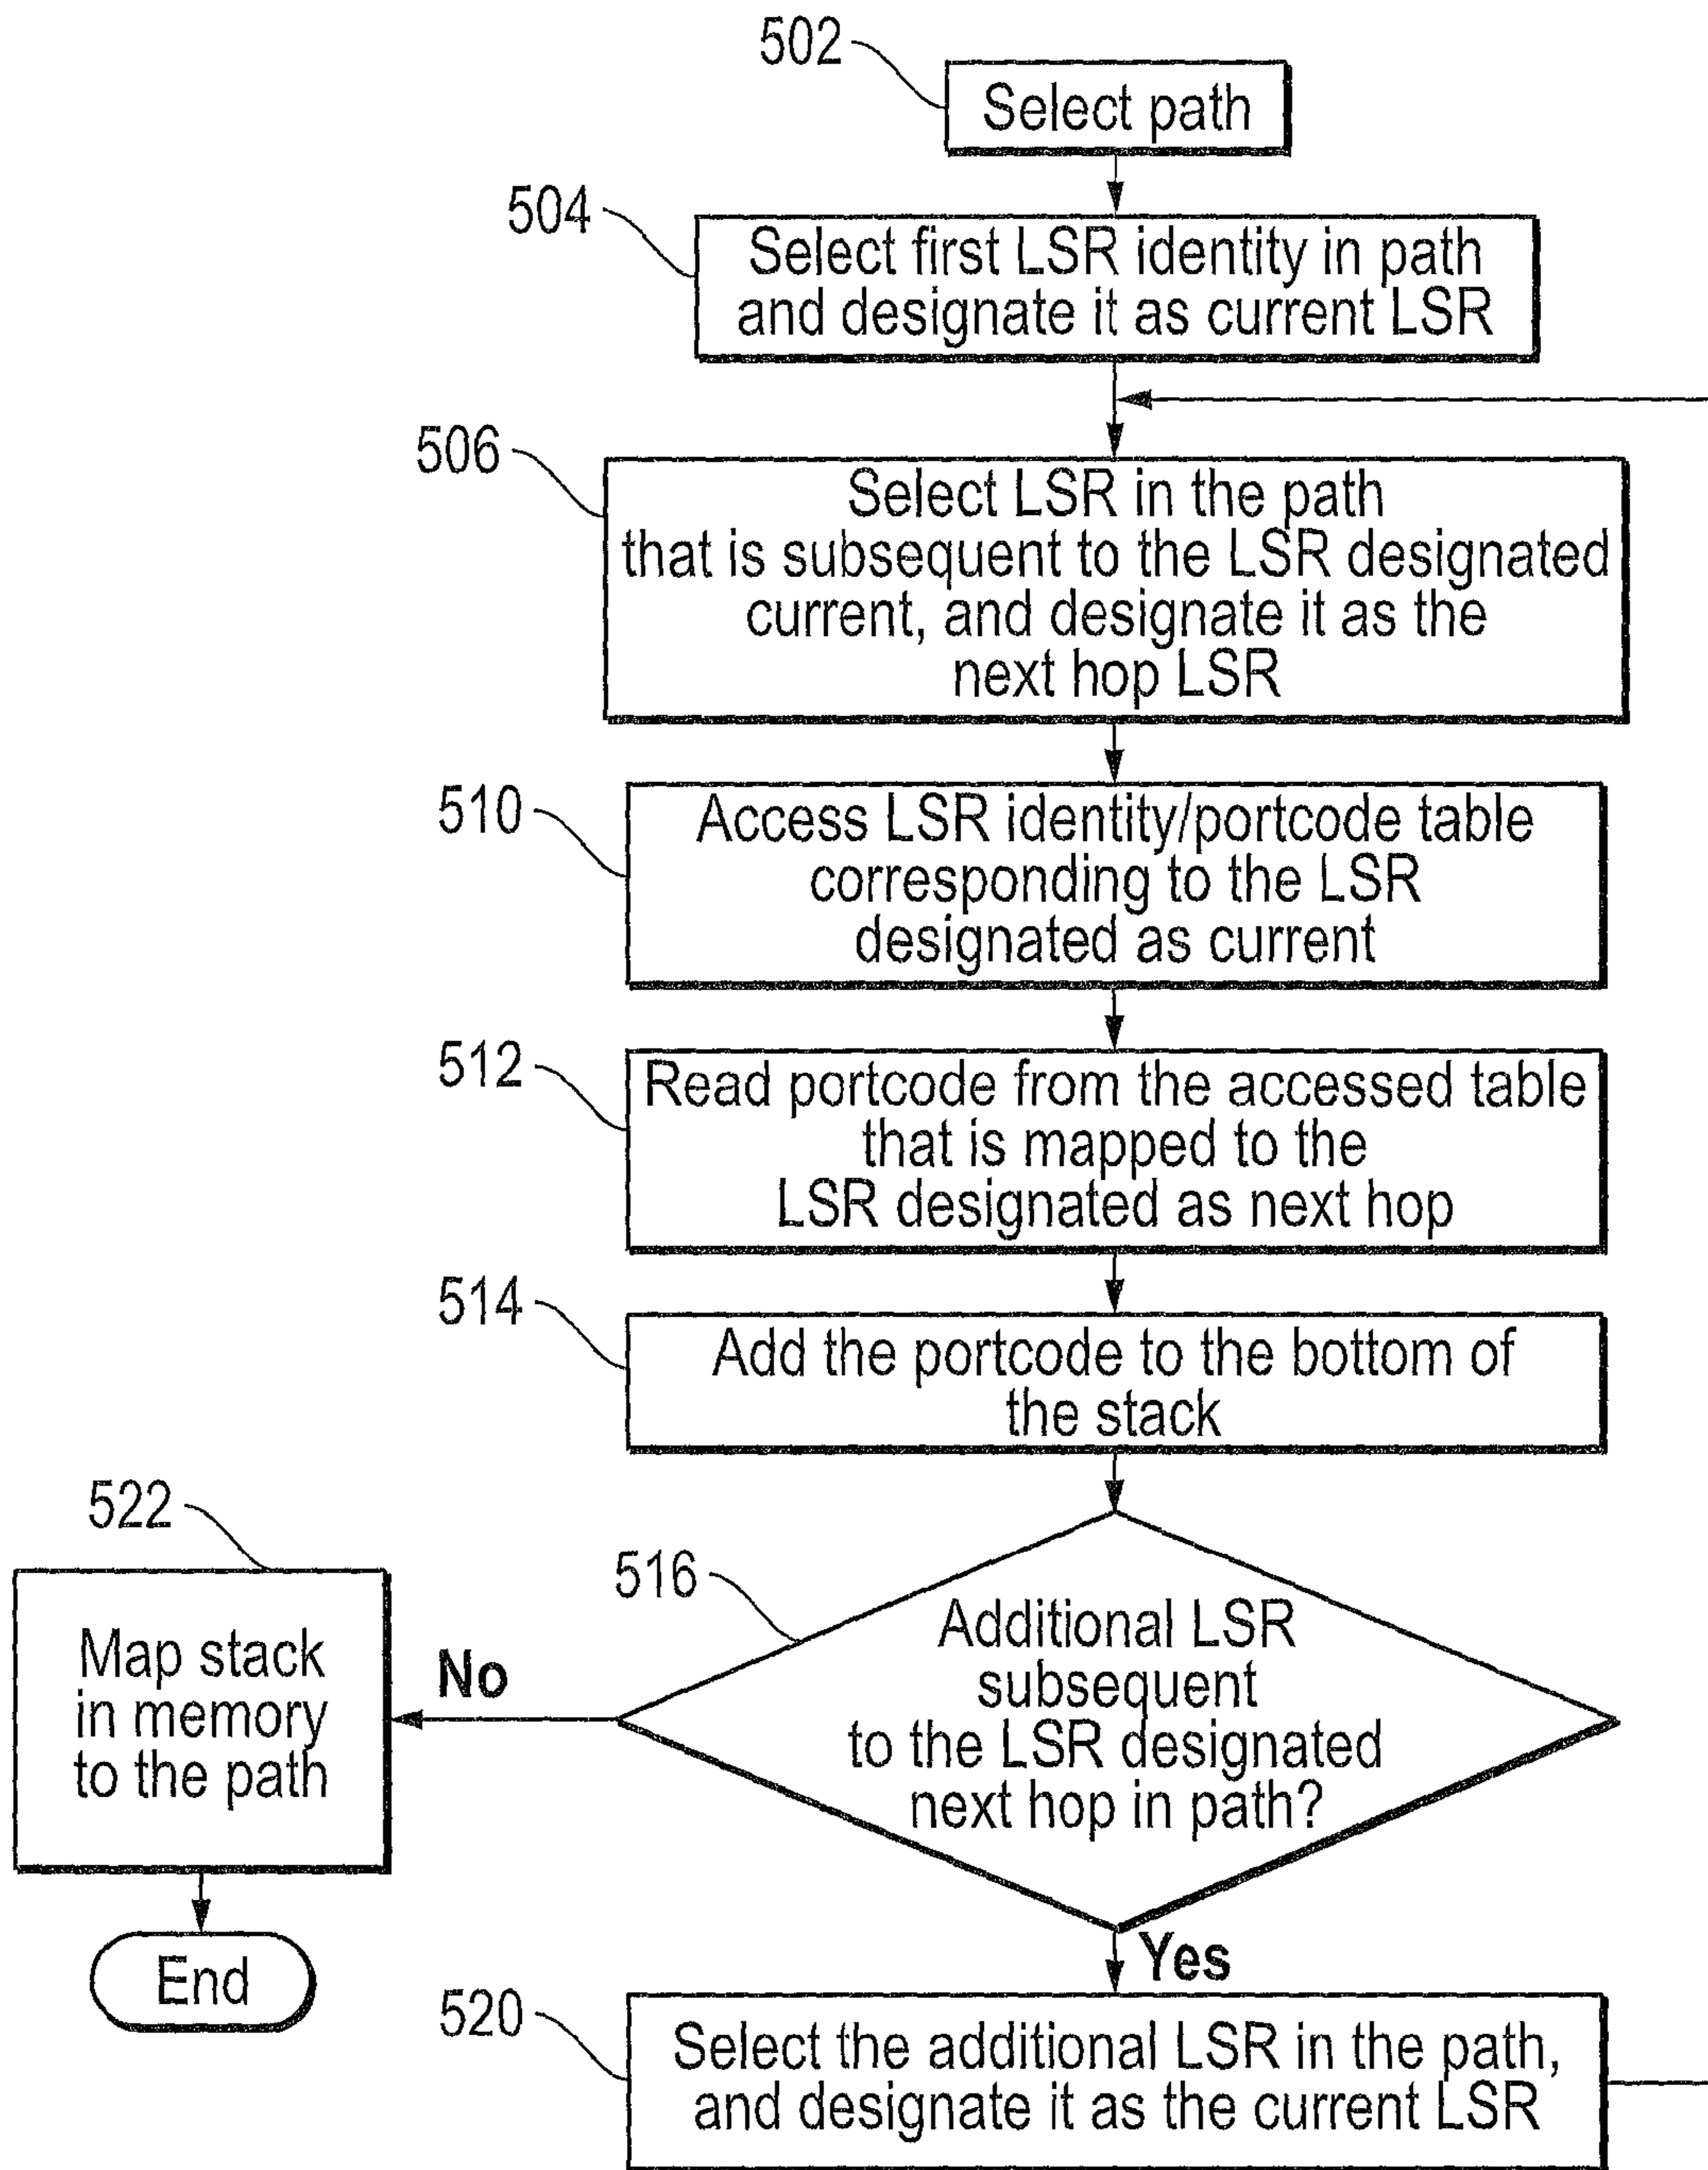 502
Select path
504
Select first LSR identity in path
and designate it as current LSR
506
Select LSR in the path
that is subsequent to the LSR designated
current, and designate it as the
next hop LSR
510
Access LSR identity/portcode table
corresponding to the LSR
designated as current
512
Read portcode from the accessed table
that is mapped to the
LSR designated as next hop
514
Add the portcode to the bottom of
the stack
516
Additional LSR
subsequent
to the LSR designated
next hop in path?
No
522
Map stack
in memory
to the path
End
Yes
520
Select the additional LSR in the path,
and designate it as the current LSR